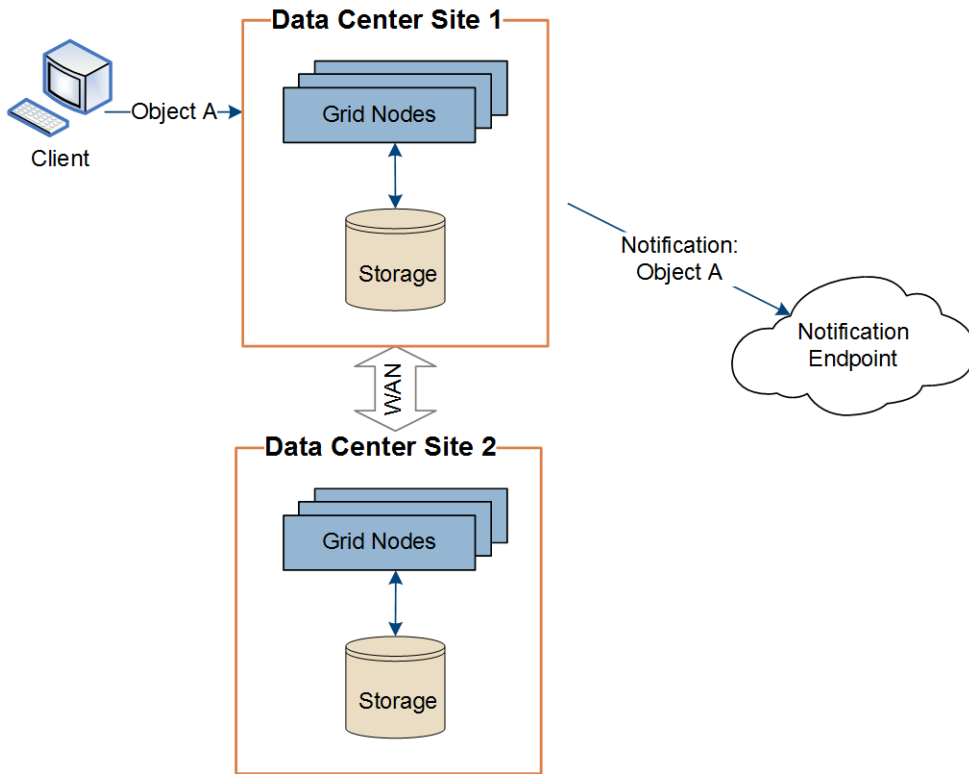 Data Center Site 1
Grid Nodes
Object A
Client
Storage
Notification:
Object A
Notification
Endpoint
WAN
Data Center Site 2
Grid Nodes
Storage